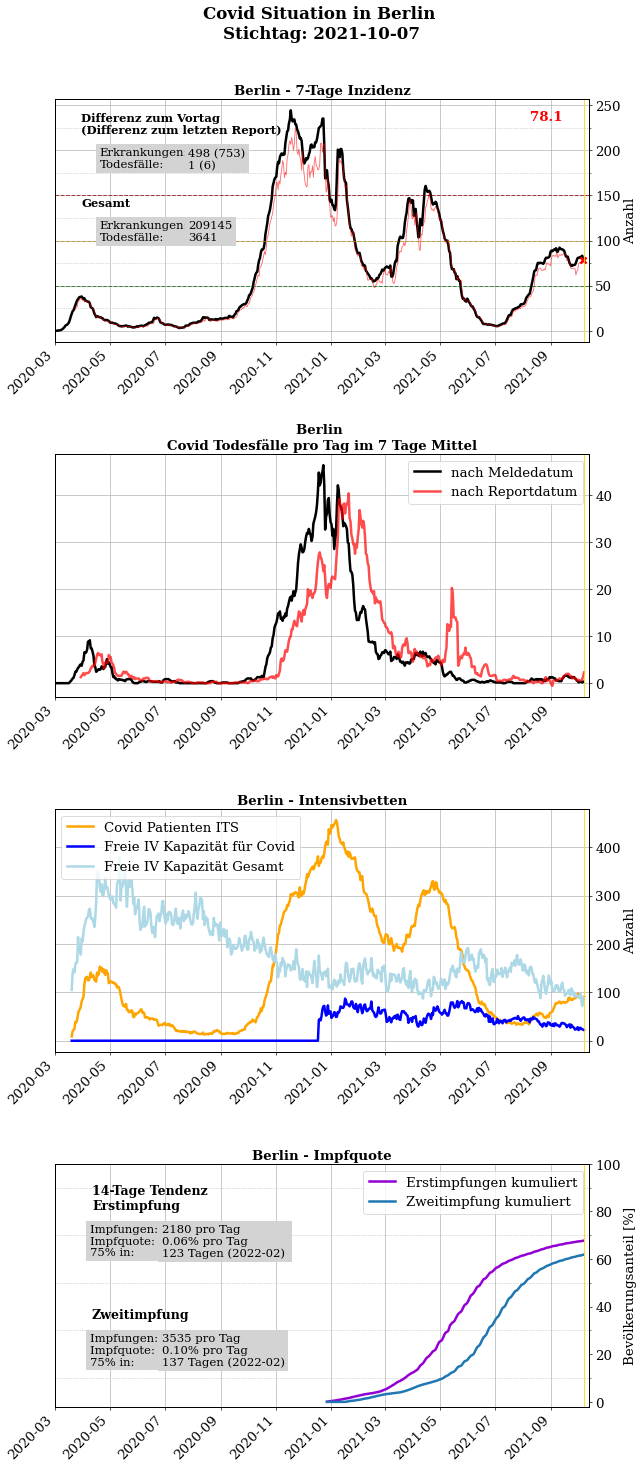 Covid Situation in Berlin
Stichtag: 2021-10-07
Berlin - 7-Tage Inzidenz
Differenz zum Vortag
(Differenz zum letzten Report)
Erkrankungen 498 (753)
Todesfälle: 1 (6)
Gesamt
Erkrankungen 209145
Todesfälle: 3641
78.1
250
200
150
100
50
0
Anzahl
2020-03
2020-05
2020-07
2020-09
2020-11
2021-01
2021-03
2021-05
2021-07
2021-09
Berlin
Covid Todesfälle pro Tag im 7 Tage Mittel
nach Meldedatum
nach Reportdatum
40
30
20
10
0
2020-03
2020-05
2020-07
2020-09
2020-11
2021-01
2021-03
2021-05
2021-07
2021-09
Berlin - Intensivbetten
Covid Patienten ITS
Freie IV Kapazität für Covid
Freie IV Kapazität Gesamt
400
300
200
100
0
Anzahl
2020-03
2020-05
2020-07
2020-09
2020-11
2021-01
2021-03
2021-05
2021-07
2021-09
Berlin - Impfquote
14-Tage Tendenz
Erstimpfung
Impfungen: 2180 pro Tag
Impfquote: 0.06% pro Tag
75% in: 123 Tagen (2022-02)
Zweitimpfung
Impfungen: 3535 pro Tag
Impfquote: 0.10% pro Tag
75% in: 137 Tagen (2022-02)
Erstimpfungen kumuliert
Zweitimpfung kumuliert
100
80
60
40
20
0
Bevölkerungsanteil [%]
2020-03
2020-05
2020-07
2020-09
2020-11
2021-01
2021-03
2021-05
2021-07
2021-09